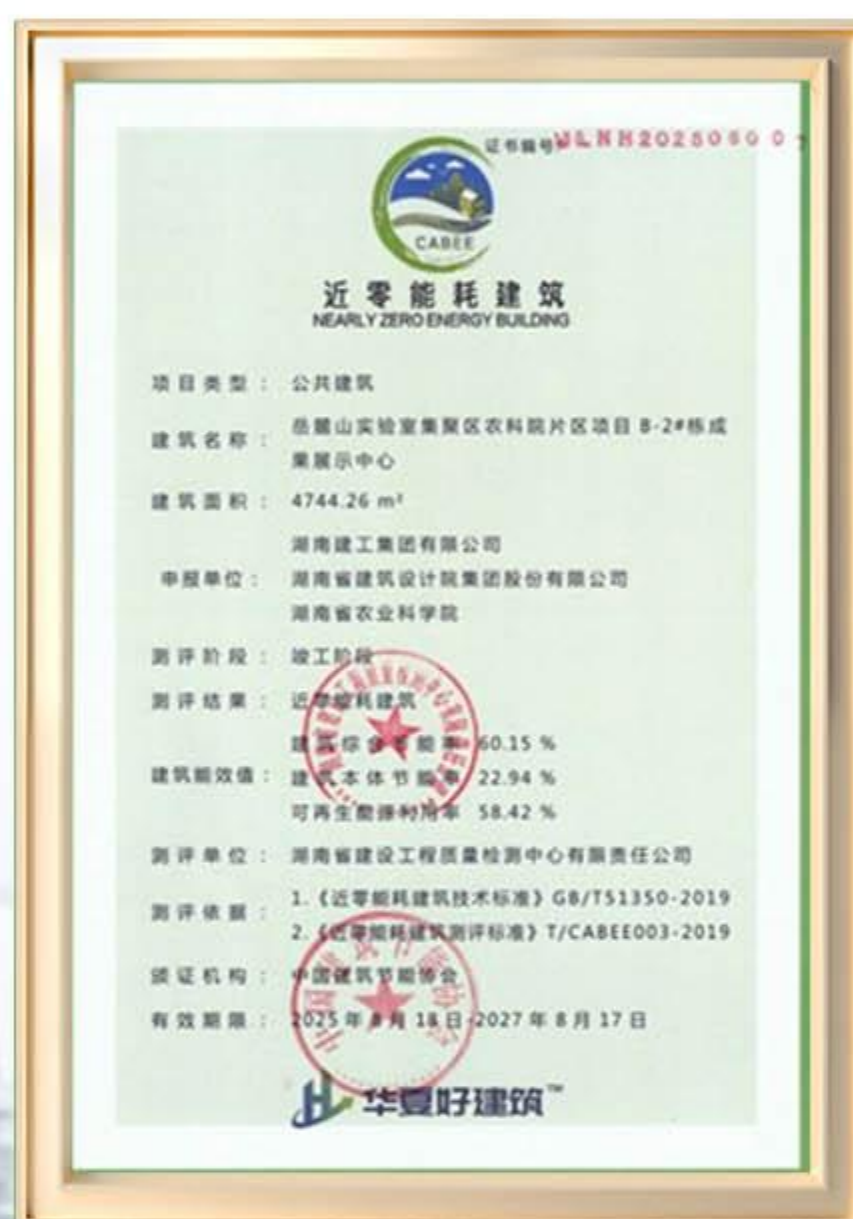 证书编号
CABEE
近零能耗建筑
NEARLY ZERO ENERGY BUILDING
项目类型： 公共建筑
建筑名称： 岳麓山实验室集聚区农科院片区项目 B-2#栋成
果展示中心
建筑面积： 4744.26 m²
湖南建工集团有限公司
申报单位： 湖南省建筑设计院集团股份有限公司
湖南省农业科学院
测评阶段： 竣工阶段
测评结果： 近零能耗建筑
建筑综合节能率 60.15 %
建筑能效值： 建筑本体节能率 22.94 %
可再生能源利用率 58.42 %
测评单位： 湖南省建设工程质量检测中心有限责任公司
测评依据： 1.《近零能耗建筑技术标准》GB/T51350-2019
2.《近零能耗建筑测评标准》T/CABEE003-2019
颁证机构： 中国建筑节能协会
有效期限： 2025 年 8 月 18 日-2027 年 8 月 17 日
华夏好建筑™